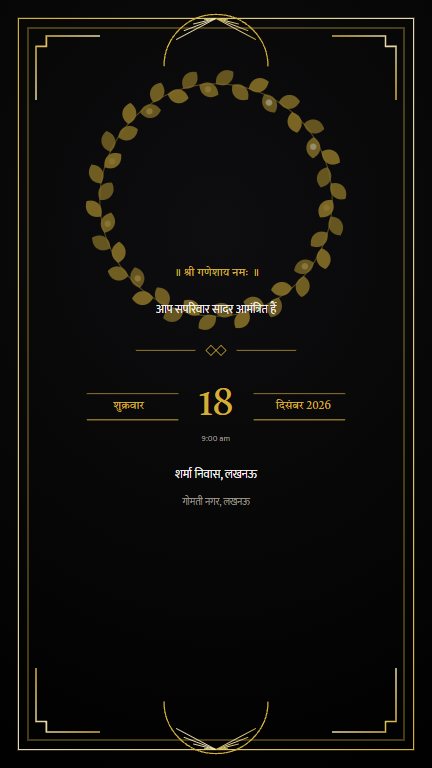 ॥ श्री गणेशाय नमः ॥
आप सपरिवार सादर आमंत्रित हैं
शुक्रवार 18 दिसंबर 2026
9:00 am
शर्मा निवास, लखनऊ
गोमती नगर, लखनऊ